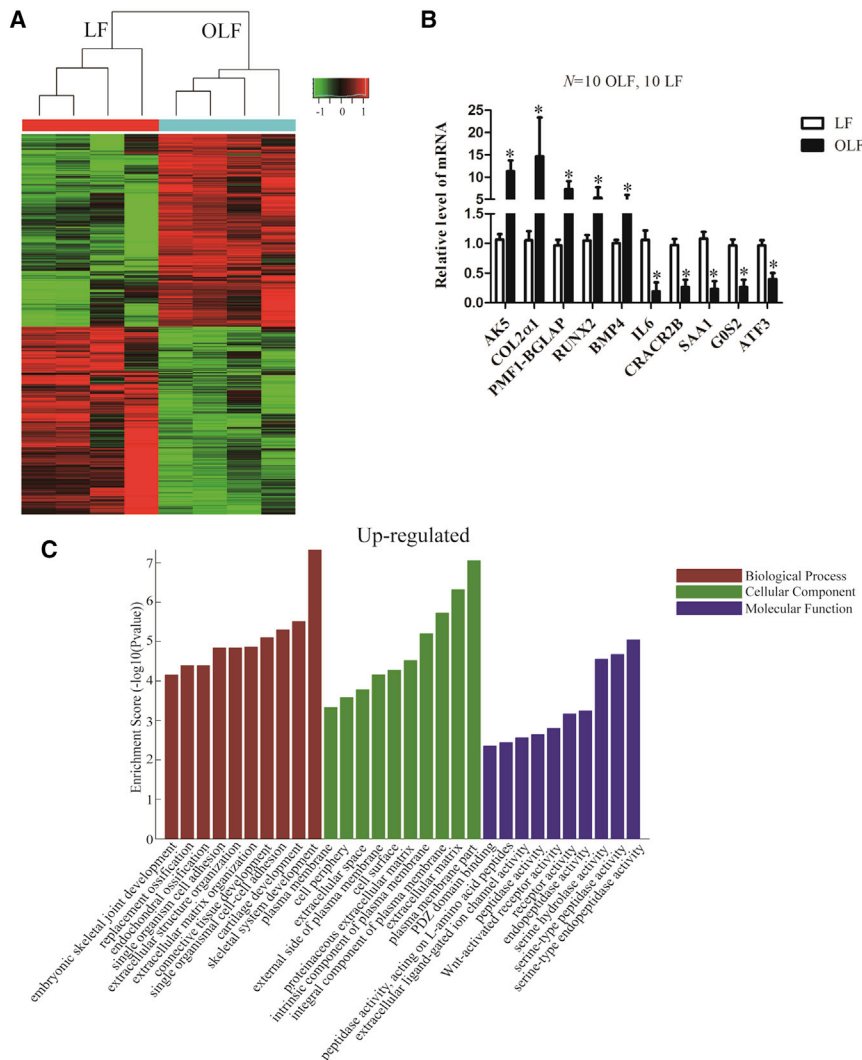 A
LF
OLF
-1 0 1
B
N=10 OLF, 10 LF
LF
OLF
Relative level of mRNA
25
20
15
10
5
1.5
1.0
0.5
0.0
* * * * * * * * * *
AK5
COL2α1
PMF1-BGLAP
RUNX2
BMP4
IL6
CRACR2B
SAA1
G0S2
ATF3
C
Up-regulated
Biological Process
Cellular Component
Molecular Function
Enrichment Score (-log10(Pvalue))
7
6
5
4
3
2
1
0
embryonic skeletal joint development
replacement ossification
endochondral ossification
single organism cell adhesion
extracellular structure organization
extracellular matrix organization
connective tissue development
single organismal cell-cell adhesion
cartilage development
skeletal system development
plasma membrane
cell periphery
extracellular space
external side of plasma membrane
cell surface
proteinaceous extracellular matrix
intrinsic component of plasma membrane
integral component of plasma membrane
extracellular matrix
plasma membrane part
PDZ domain binding
peptidase activity, acting on L-amino acid peptides
extracellular ligand-gated ion channel activity
peptidase activity
Wnt-activated receptor activity
receptor activity
endopeptidase activity
serine hydrolase activity
serine-type peptidase activity
serine-type endopeptidase activity